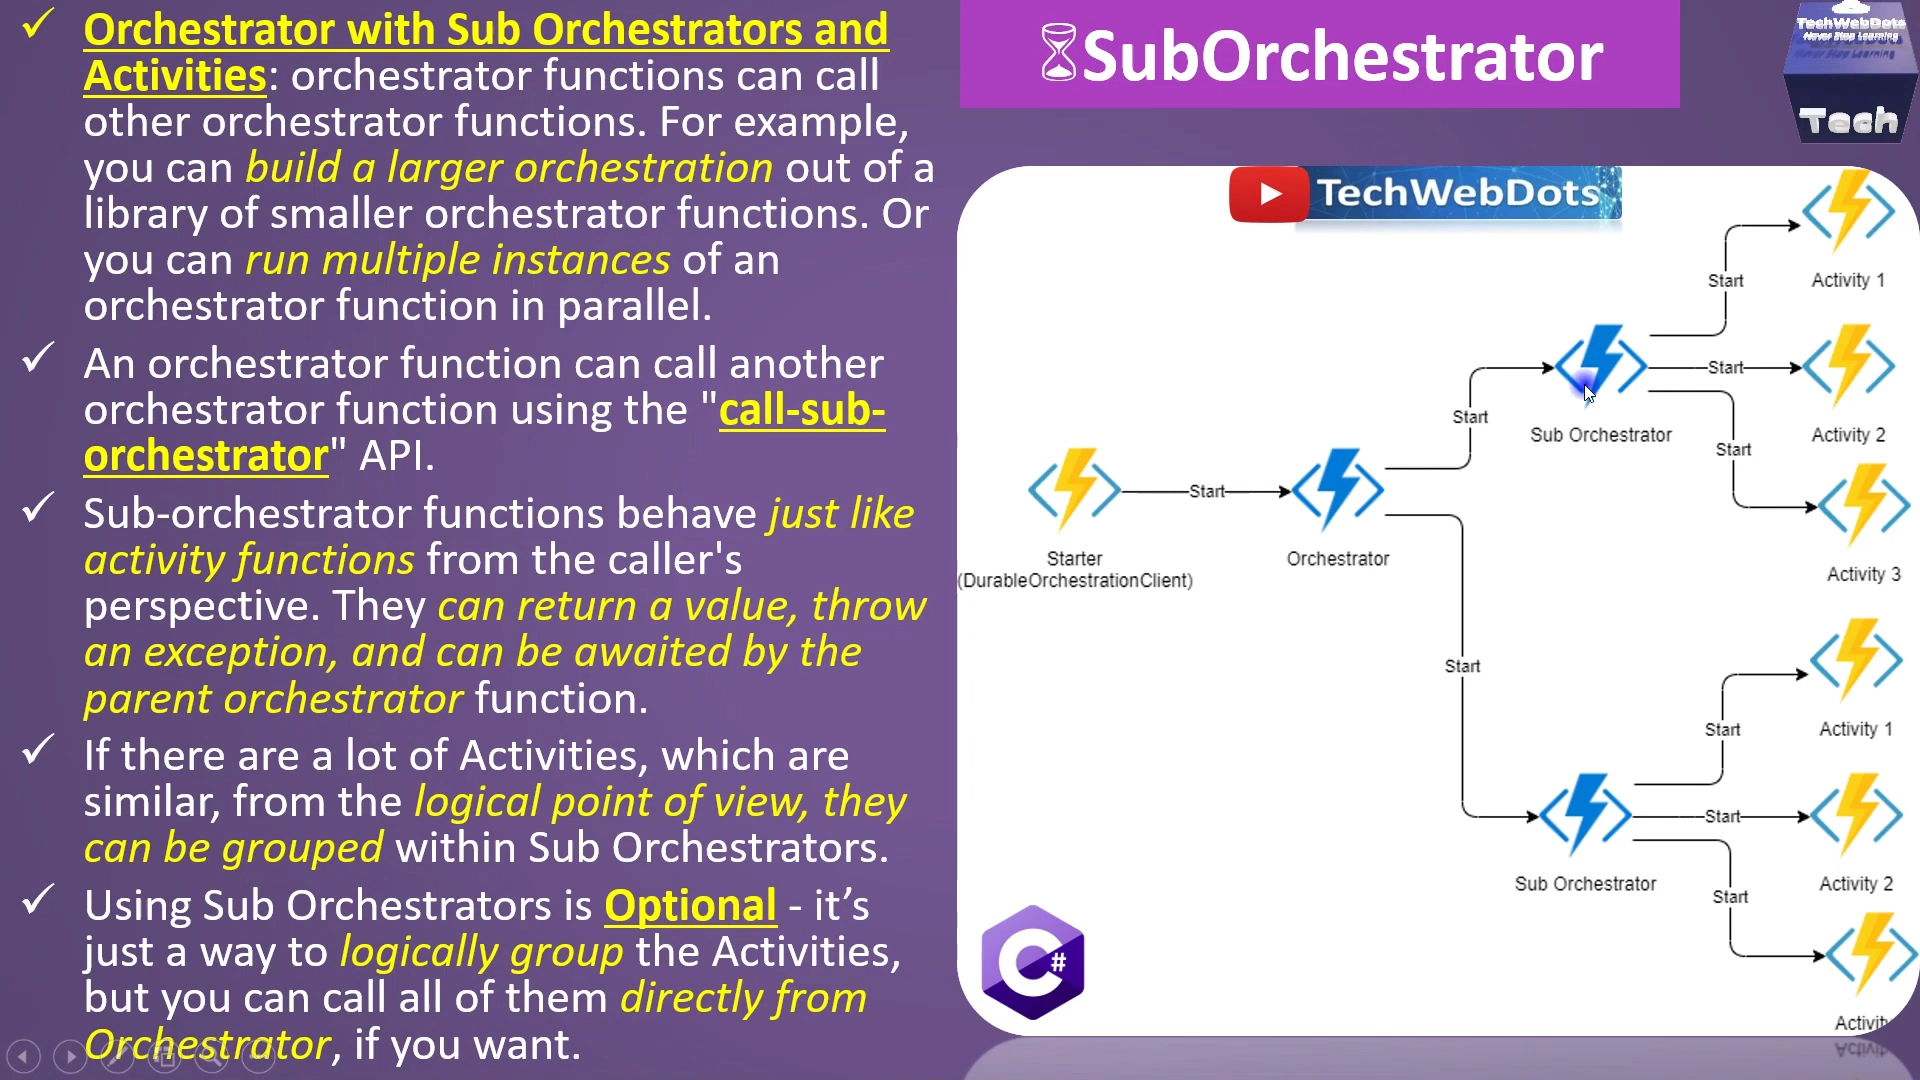 Orchestrator with Sub Orchestrators and
Activities: orchestrator functions can call
other orchestrator functions. For example,
you can build a larger orchestration out of a
library of smaller orchestrator functions. Or
you can run multiple instances of an
orchestrator function in parallel.
An orchestrator function can call another
orchestrator function using the "call-sub-
orchestrator" API.
Sub-orchestrator functions behave just like
activity functions from the caller's
perspective. They can return a value, throw
an exception, and can be awaited by the
parent orchestrator function.
If there are a lot of Activities, which are
similar, from the logical point of view, they
can be grouped within Sub Orchestrators.
Using Sub Orchestrators is Optional - it’s
just a way to logically group the Activities,
but you can call all of them directly from
Orchestrator, if you want.
SubOrchestrator
TechWebDots
Never Stop Learning
Tech
TechWebDots
Start
Activity 1
Start
Activity 2
Start
Sub Orchestrator
Start
Activity 3
Start
Starter
(DurableOrchestrationClient)
Orchestrator
Start
Start
Activity 1
Start
Activity 2
Sub Orchestrator
Start
Activity
C#